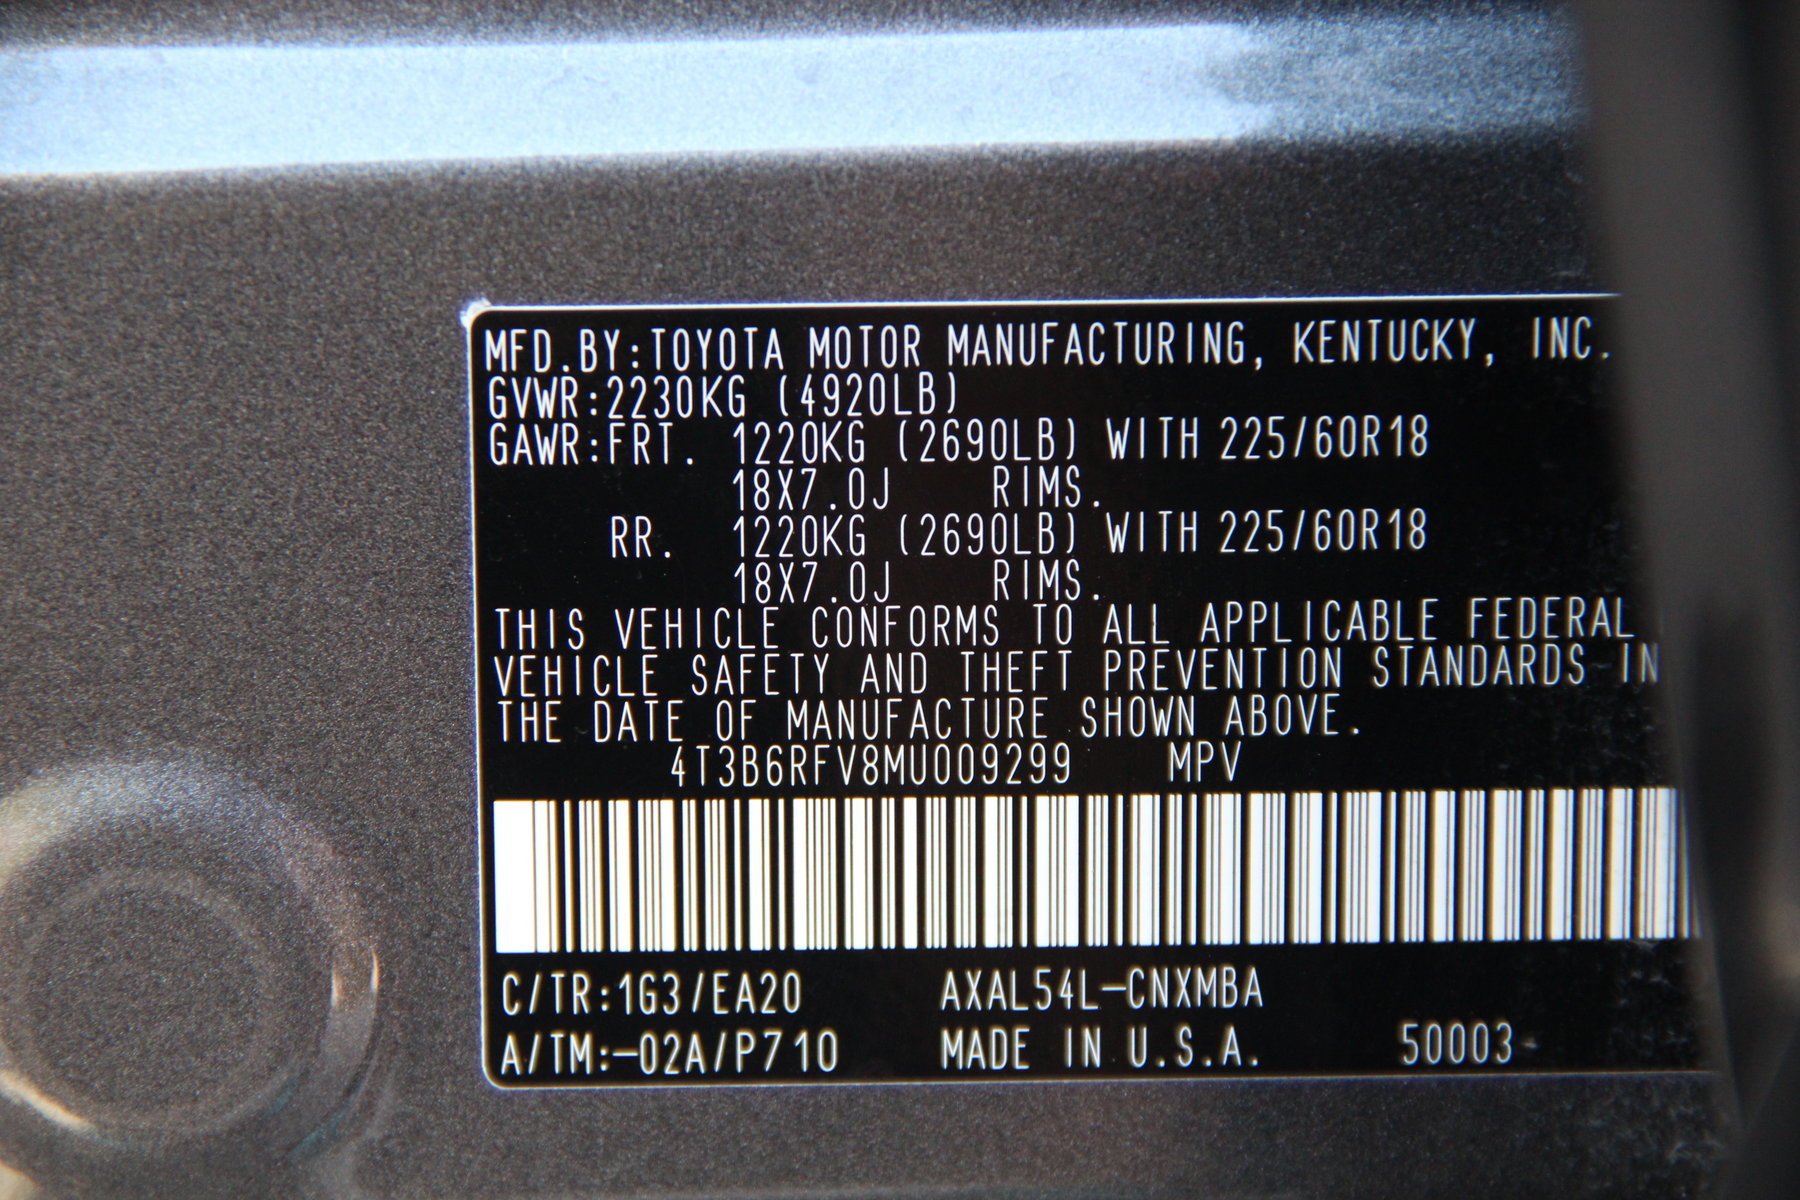 MFD.BY:TOYOTA MOTOR MANUFACTURING, KENTUCKY, INC.
GVWR:2230KG (4920LB)
GAWR:FRT. 1220KG (2690LB) WITH 225/60R18
18X7.0J RIMS.
RR. 1220KG (2690LB) WITH 225/60R18
18X7.0J RIMS.
THIS VEHICLE CONFORMS TO ALL APPLICABLE FEDERAL
VEHICLE SAFETY AND THEFT PREVENTION STANDARDS IN
THE DATE OF MANUFACTURE SHOWN ABOVE.
4T3B6RFV8MU009299 MPV
C/TR:1G3/EA20 AXAL54L-CNXMBA
A/TM:-02A/P710 MADE IN U.S.A. 50003